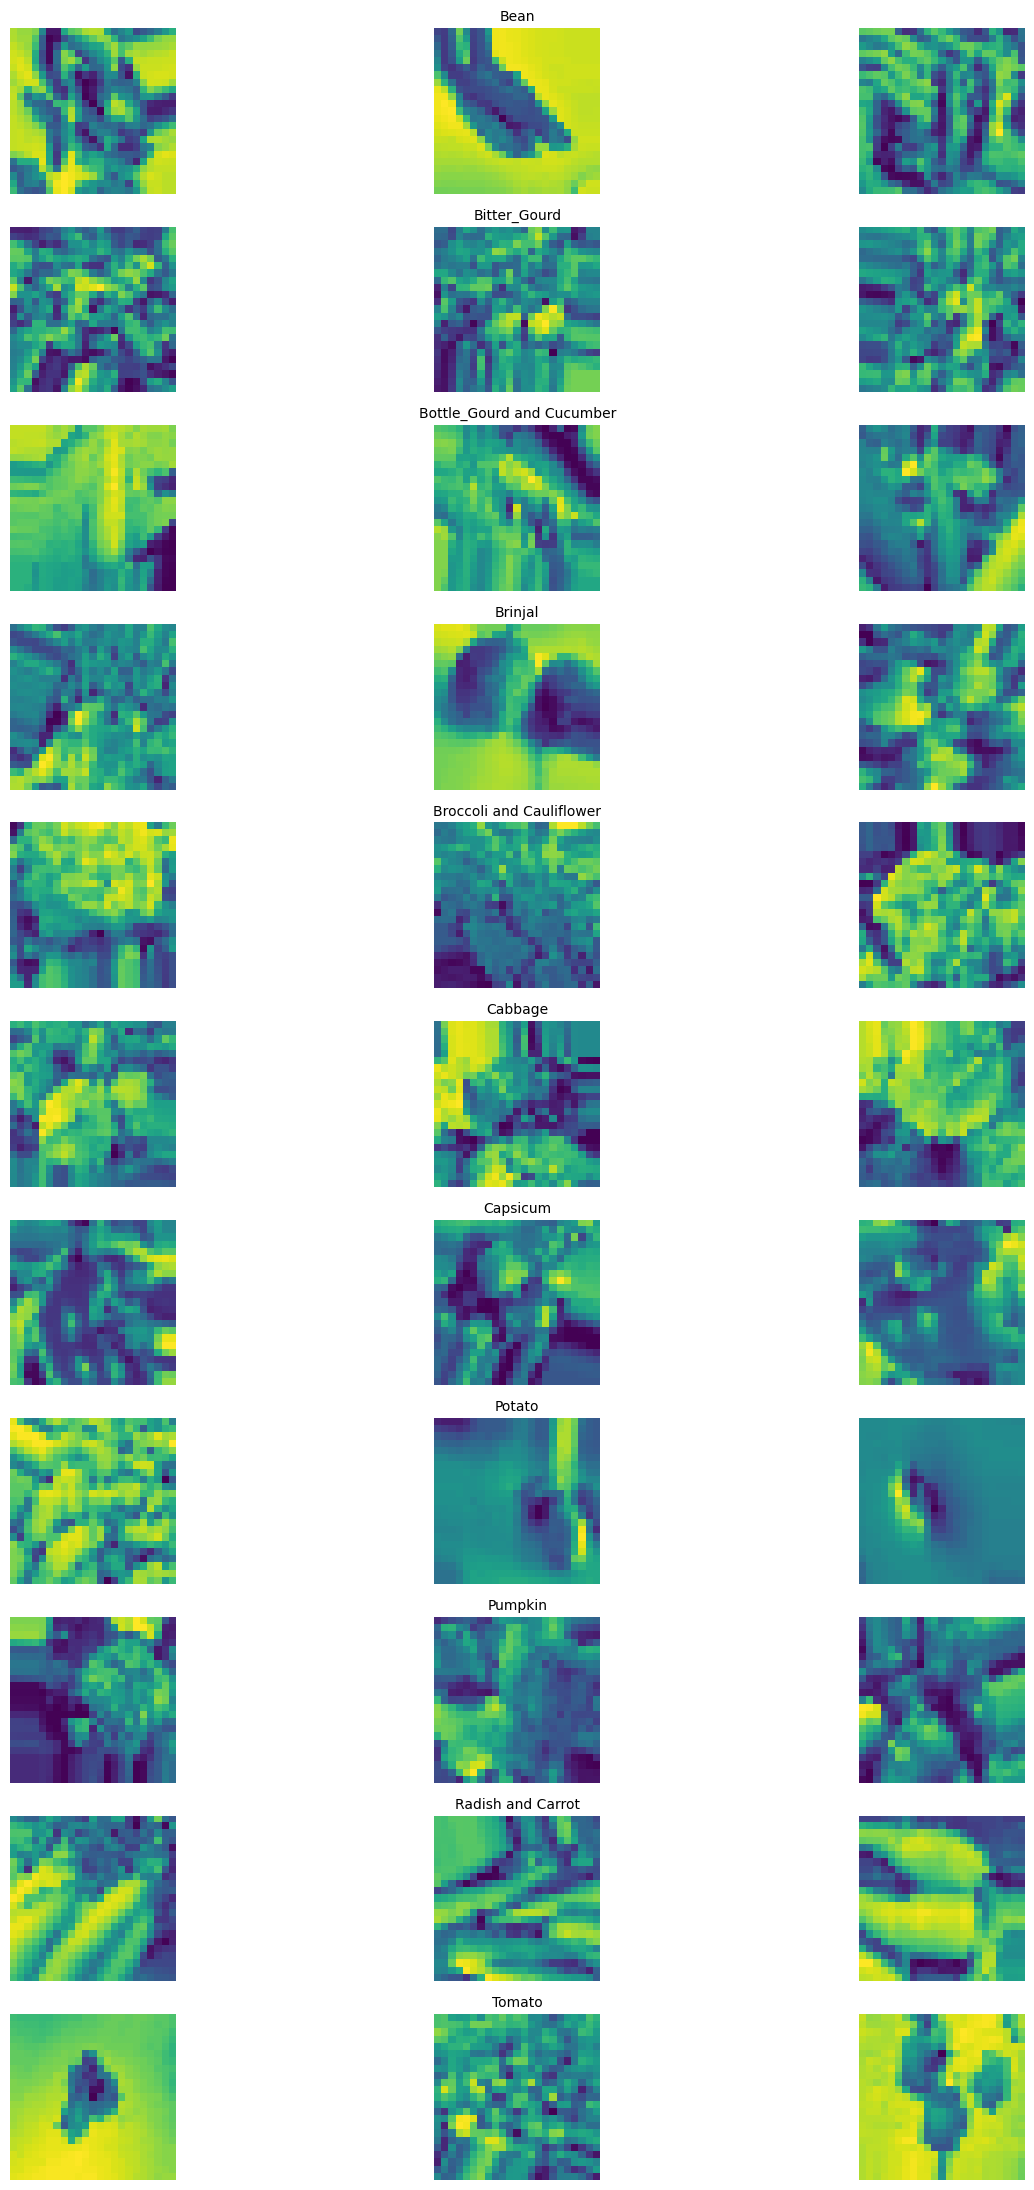 Bean
Bitter_Gourd
Bottle_Gourd and Cucumber
Brinjal
Broccoli and Cauliflower
Cabbage
Capsicum
Potato
Pumpkin
Radish and Carrot
Tomato